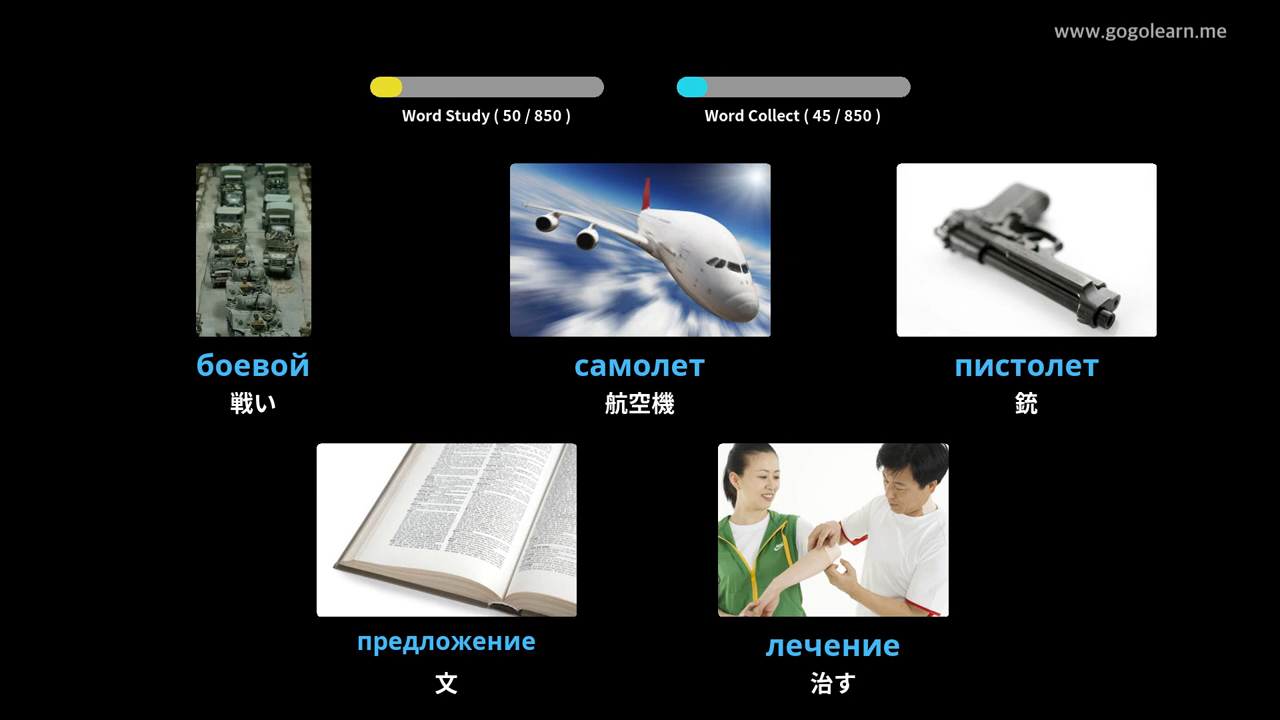 www.gogolearn.me
Word Study ( 50 / 850 )
Word Collect ( 45 / 850 )
боевой
戦い
самолет
航空機
пистолет
銃
предложение
文
лечение
治す